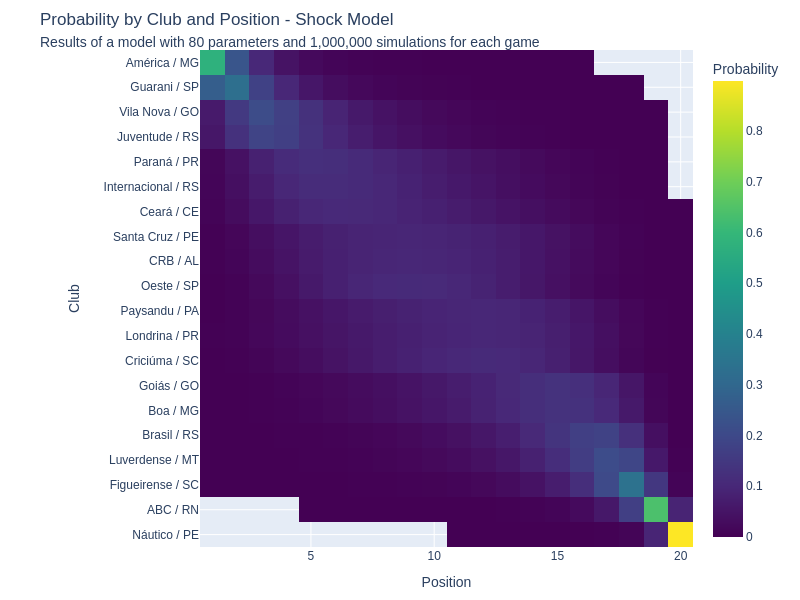 Probability by Club and Position - Shock Model
Results of a model with 80 parameters and 1,000,000 simulations for each game
Probability
América / MG
Guarani / SP
Vila Nova / GO
Juventude / RS
Paraná / PR
Internacional / RS
Ceará / CE
Santa Cruz / PE
CRB / AL
Oeste / SP
Paysandu / PA
Londrina / PR
Criciúma / SC
Goiás / GO
Boa / MG
Brasil / RS
Luverdense / MT
Figueirense / SC
ABC / RN
Náutico / PE
Club
5
10
15
20
Position
0.8
0.7
0.6
0.5
0.4
0.3
0.2
0.1
0